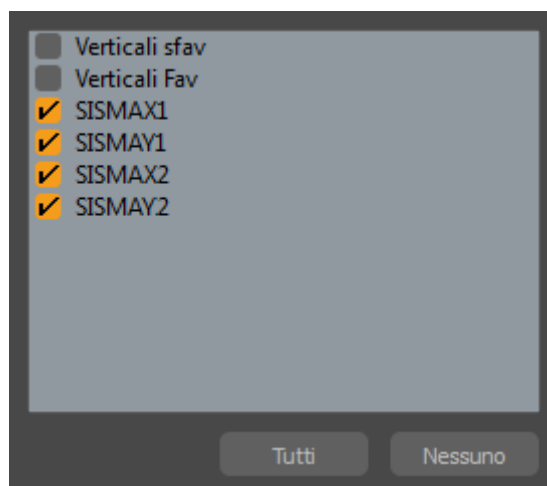 Verticali sfav
Verticali Fav
SISMAX1
SISMAY1
SISMAX2
SISMAY2
Tutti
Nessuno